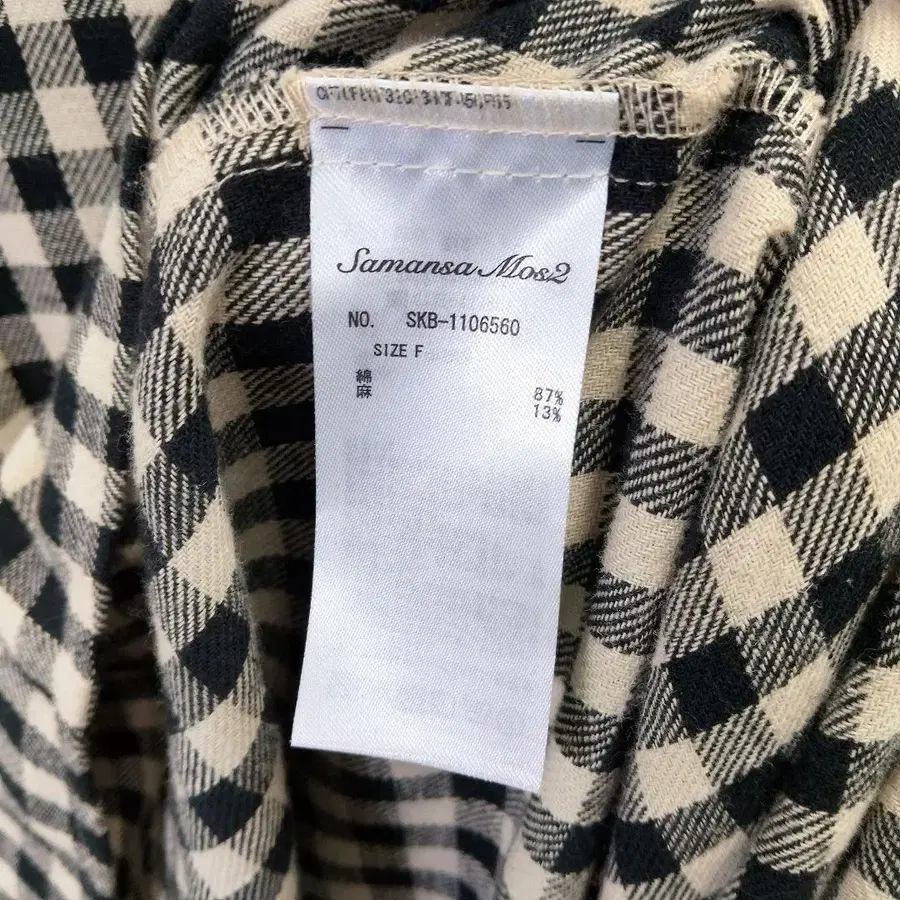 Samansa Mos2
NO. SKB-1106560
SIZE F
綿 87%
麻 13%